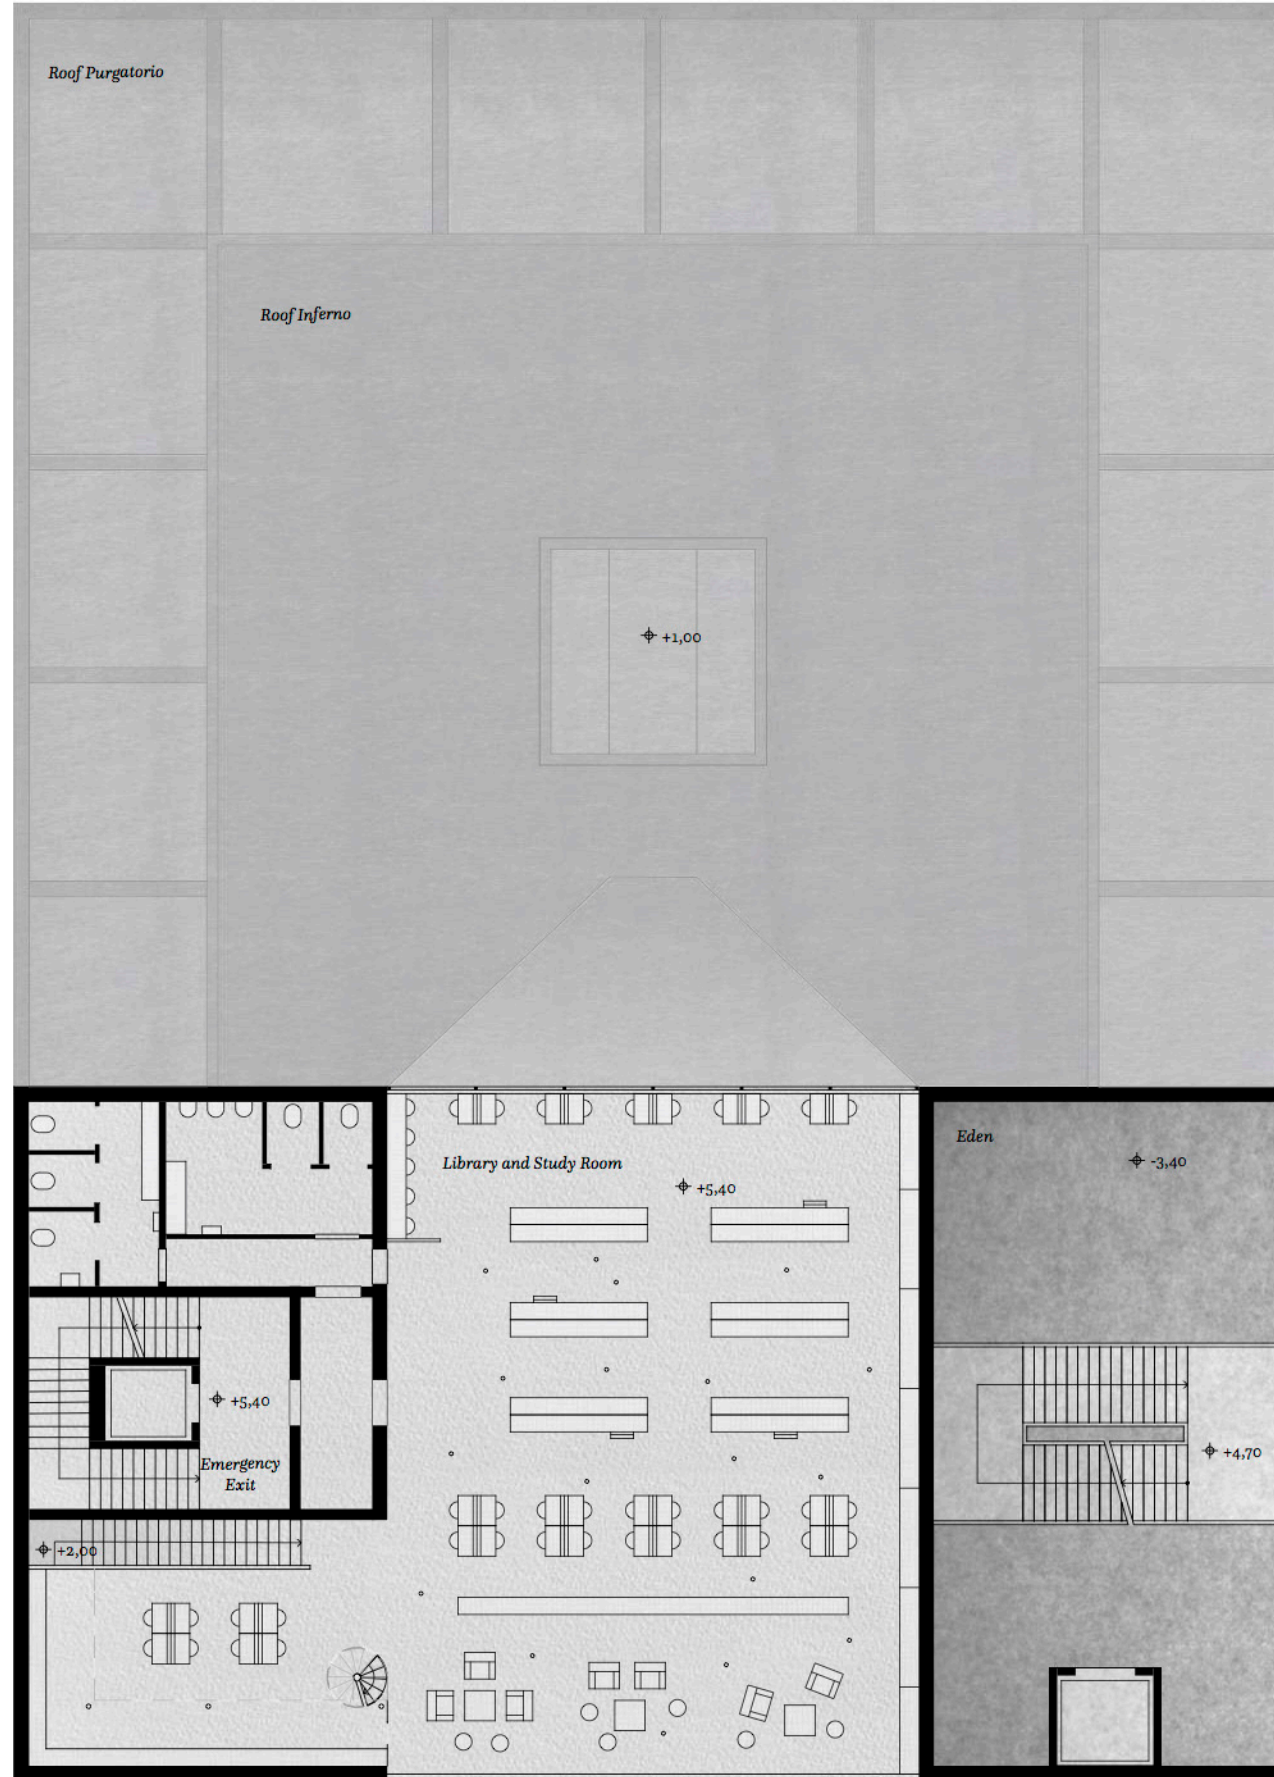 Roof Purgatorio
Roof Inferno
+1,00
Eden
-3,40
Library and Study Room
+5,40
+5,40
+4,70
Emergency
Exit
+2,00